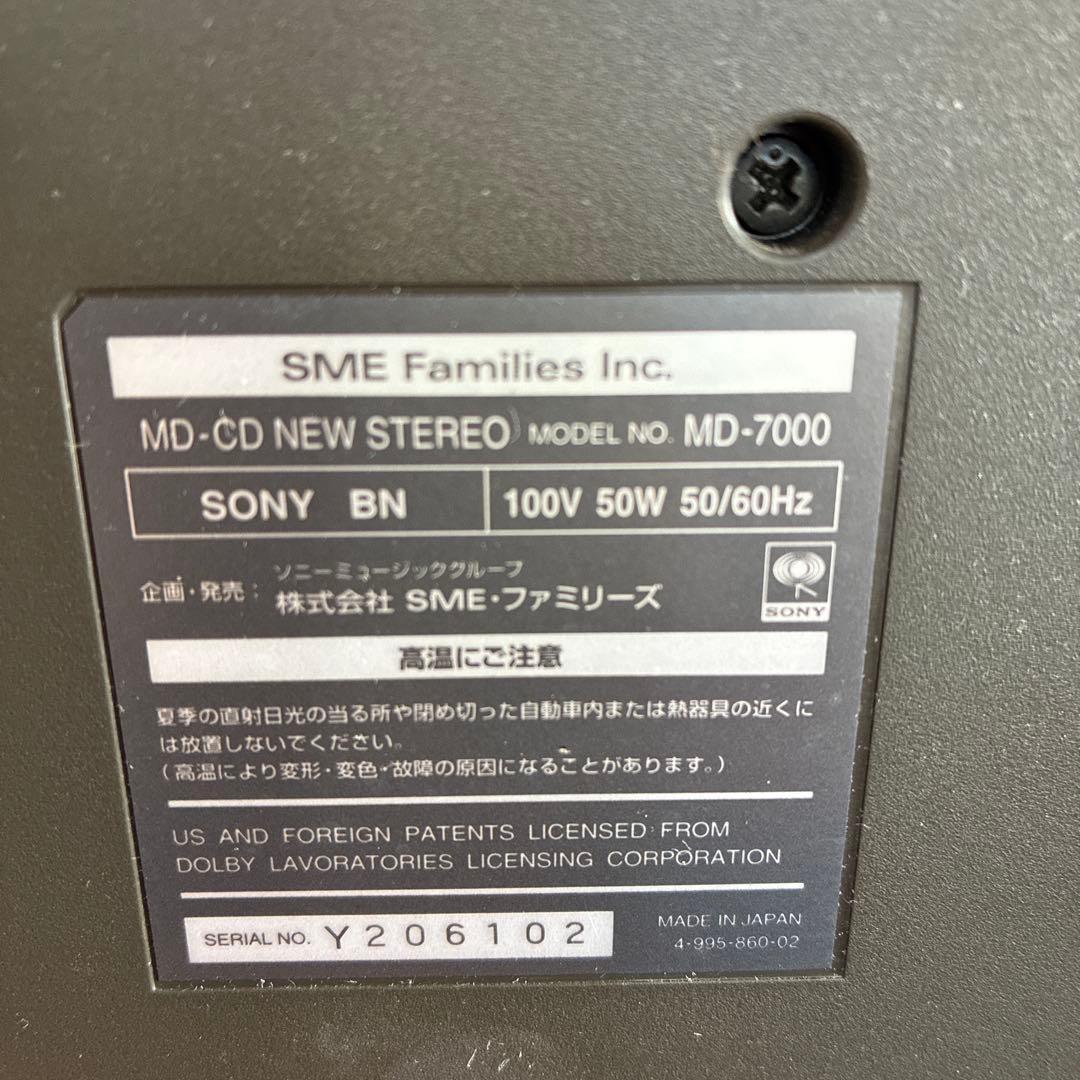 SME Families Inc.
MD-CD NEW STEREO MODEL NO. MD-7000
SONY BN 100V 50W 50/60Hz
ソニーミュージックグループ
企画・発売： 株式会社 SME・ファミリーズ
SONY
高温にご注意
夏季の直射日光の当る所や閉め切った自動車内または熱器具の近くに
は放置しないでください。
（高温により変形・変色・故障の原因になることがあります。）
US AND FOREIGN PATENTS LICENSED FROM
DOLBY LAVORATORIES LICENSING CORPORATION
SERIAL NO. Y206102
MADE IN JAPAN
4-995-860-02